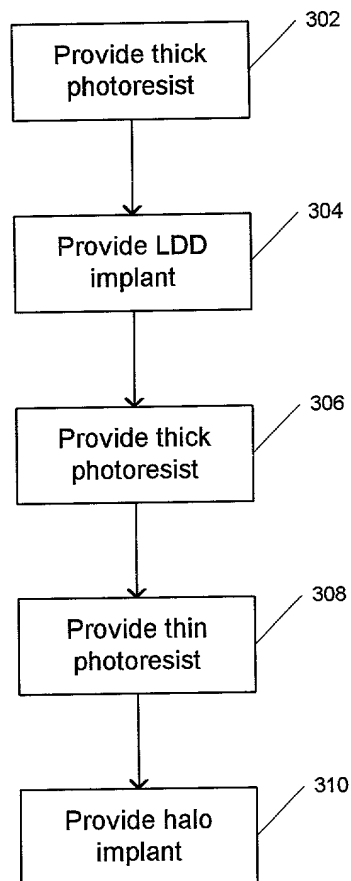 302
Provide thick
photoresist
304
Provide LDD
implant
306
Provide thick
photoresist
308
Provide thin
photoresist
310
Provide halo
implant